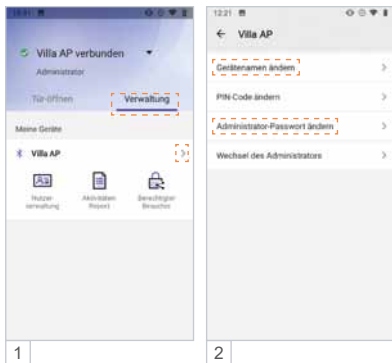 Villa AP verbunden
Administrator
Tür öffnen
Verwaltung
Meine Geräte
Villa AP
Nutzer-
verwaltung
Aktivitäten
Report
Berechtigter
Besucher
1
12:21
Villa AP
Gerätenamen ändern
PIN-Code ändern
Administrator-Passwort ändern
Wechsel des Administrators
2